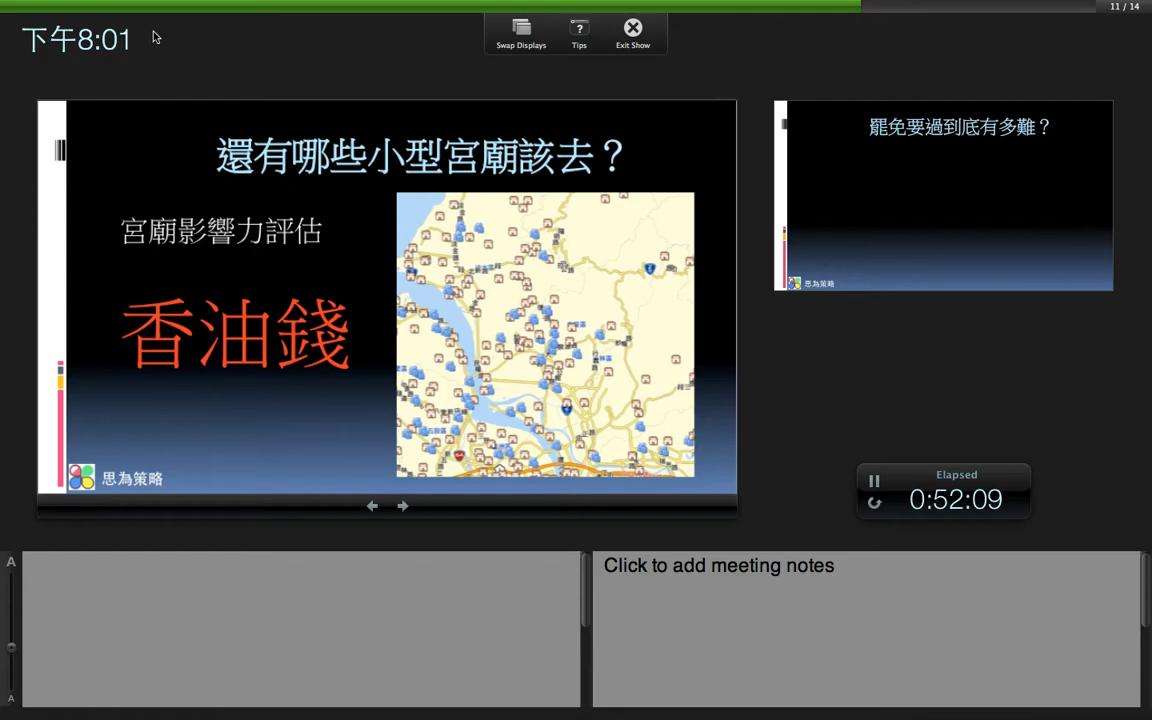 11 / 14
下午8:01
Swap Displays
Tips
Exit Show
還有哪些小型宮廟該去？
宮廟影響力評估
香油錢
思為策略
罷免要過到底有多難？
思為策略
Elapsed
0:52:09
A
A
Click to add meeting notes